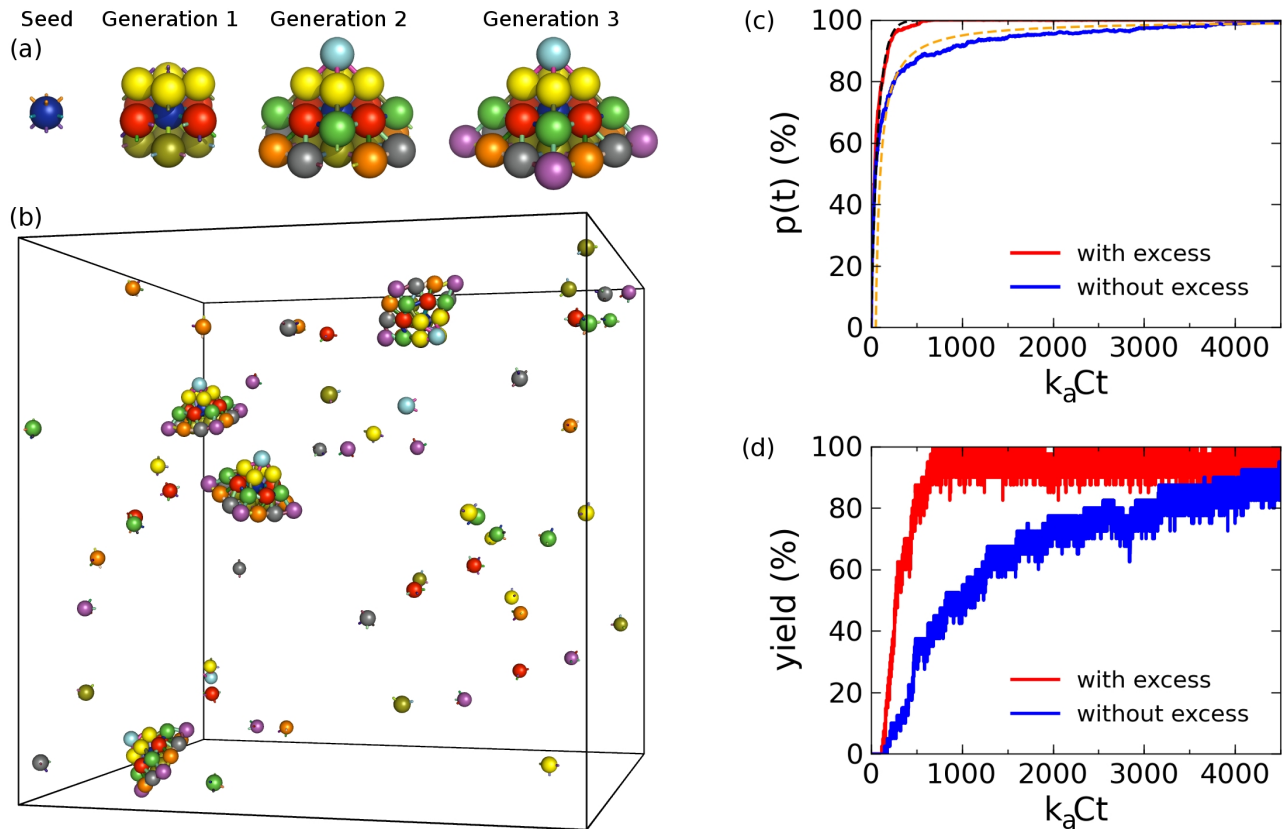 Seed Generation 1 Generation 2 Generation 3
(a)
(b)
(c)
100
80
60
40
20
0
p(t) (%)
with excess
without excess
0 1000 2000 3000 4000
kₐCt
(d)
100
80
60
40
20
0
yield (%)
with excess
without excess
0 1000 2000 3000 4000
kₐCt